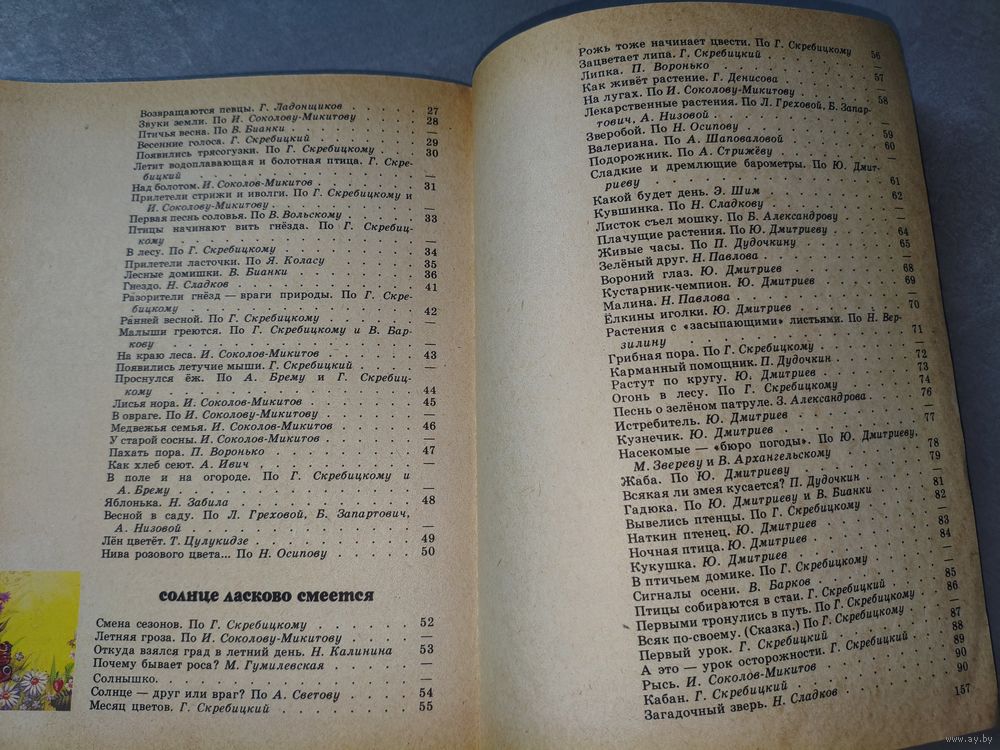 Возвращаются певцы. Г. Ладонщиков . . . . . . 27
Звуки земли. По И. Соколову-Микитову . . . . . 28
Птичья весна. По В. Бианки . . . . . . . —
Весенние голоса. Г. Скребицкий . . . . . . 29
Появились трясогузки. По Г. Скребицкому . . . . 30
Летит водоплавающая и болотная птица. Г. Скре-
бицкий . . . . . . . . . . —
Над болотом. И. Соколов-Микитов . . . . . . 31
Прилетели стрижи и иволги. По Г. Скребицкому и
И. Соколову-Микитову . . . . . . . . —
Первая песнь соловья. По В. Вольскому . . . . . 33
Птицы начинают вить гнёзда. По Г. Скребиц-
кому . . . . . . . . . . —
В лесу. По Г. Скребицкому . . . . . . . 34
Прилетели ласточки. По Я. Коласу . . . . . . 35
Лесные домишки. В. Бианки . . . . . . . 36
Гнездо. Н. Сладков . . . . . . . . . 41
Разорители гнёзд — враги природы. По Г. Скре-
бицкому . . . . . . . . . . 42
Ранней весной. По Г. Скребицкому . . . . . . —
Малыши греются. По Г. Скребицкому и В. Бар-
кову . . . . . . . . . . —
На краю леса. И. Соколов-Микитов . . . . . . 43
Появились летучие мыши. Г. Скребицкий . . . . . —
Проснулся ёж. По А. Брему и Г. Скребиц-
кому . . . . . . . . . . 44
Лисья нора. И. Соколов-Микитов . . . . . . 45
В овраге. По И. Соколову-Микитову . . . . . . —
Медвежья семья. И. Соколов-Микитов . . . . . 46
У старой сосны. И. Соколов-Микитов . . . . . . —
Пахать пора. П. Воронько . . . . . . . . 47
Как хлеб сеют. А. Ивич . . . . . . . . —
В поле и на огороде. По Г. Скребицкому и
А. Брему . . . . . . . . . . —
Яблонька. Н. Забила . . . . . . . . . 48
Весной в саду. По Л. Греховой, Б. Запартович,
А. Низовой . . . . . . . . . . —
Лён цветёт. Т. Цулукидзе . . . . . . . . 49
Нива розового цвета... По Н. Осипову . . . . . 50
СОЛНЦЕ ЛАСКОВО СМЕЕТСЯ
Смена сезонов. По Г. Скребицкому . . . . . . 52
Летняя гроза. По И. Соколову-Микитову . . . . . —
Откуда взялся град в летний день. Н. Калинина . . . 53
Почему бывает роса? М. Гумилевская . . . . . . —
Солнышко. . . . . . . . . . . —
Солнце — друг или враг? По А. Светову . . . . . 54
Месяц цветов. Г. Скребицкий . . . . . . . 55
Рожь тоже начинает цвести. По Г. Скребицкому . . 56
Зацветает липа. Г. Скребицкий . . . . . . —
Липка. П. Воронько . . . . . . . . —
Как живёт растение. Г. Денисова . . . . . . 57
На лугах. По И. Соколову-Микитову . . . . . —
Лекарственные растения. По Л. Греховой, Б. Запар-
тович, А. Низовой . . . . . . . . 58
Зверобой. По Н. Осипову . . . . . . . —
Валериана. По А. Шаповаловой . . . . . . 59
Подорожник. По А. Стрижёву . . . . . . 60
Сладкие и дремлющие барометры. По Ю. Дмит-
риеву . . . . . . . . . —
Какой будет день. Э. Шим . . . . . . . 61
Кувшинка. По Н. Сладкову . . . . . . . 62
Листок съел мошку. По Б. Александрову . . . . —
Плачущие растения. По Ю. Дмитриеву . . . . . 64
Живые часы. По П. Дудочкину . . . . . . 65
Зелёный друг. Н. Павлова . . . . . . . —
Вороний глаз. Ю. Дмитриев . . . . . . . 68
Кустарник-чемпион. Ю. Дмитриев . . . . . . 69
Малина. Н. Павлова . . . . . . . . —
Ёлкины иголки. Ю. Дмитриев . . . . . . 70
Растения с «засыпающими» листьями. По Н. Вер-
зилину . . . . . . . . . 71
Грибная пора. По Г. Скребицкому . . . . . . —
Карманный помощник. П. Дудочкин . . . . . 72
Растут по кругу. Ю. Дмитриев . . . . . . 73
Огонь в лесу. По Г. Скребицкому . . . . . . 74
Песнь о зелёном патруле. З. Александрова . . . . 76
Истребитель. Ю. Дмитриев . . . . . . . —
Кузнечик. Ю. Дмитриев . . . . . . . 77
Насекомые — «бюро погоды». По Ю. Дмитриеву,
М. Звереву и В. Архангельскому . . . . . 78
Жаба. По Ю. Дмитриеву . . . . . . . 79
Всякая ли змея кусается? П. Дудочкин . . . . —
Гадюка. По Ю. Дмитриеву и В. Бианки . . . . . 81
Вывелись птенцы. По Г. Скребицкому . . . . . 82
Наткин птенец. Ю. Дмитриев . . . . . . —
Ночная птица. Ю. Дмитриев . . . . . . . 83
Кукушка. Ю. Дмитриев . . . . . . . 84
В птичьем домике. По Г. Скребицкому . . . . . —
Сигналы осени. В. Барков . . . . . . . 85
Птицы собираются в стаи. Г. Скребицкий . . . . 86
Первыми тронулись в путь. По Г. Скребицкому . . —
Всяк по-своему. (Сказка.) По Г. Скребицкому . . . 87
Первый урок. Г. Скребицкий . . . . . . 88
А это — урок осторожности. Г. Скребицкий . . . 89
Рысь. И. Соколов-Микитов . . . . . . . 90
Кабан. Г. Скребицкий . . . . . . . . 90
Загадочный зверь. Н. Сладков . . . . . . —
157
www.ay.by